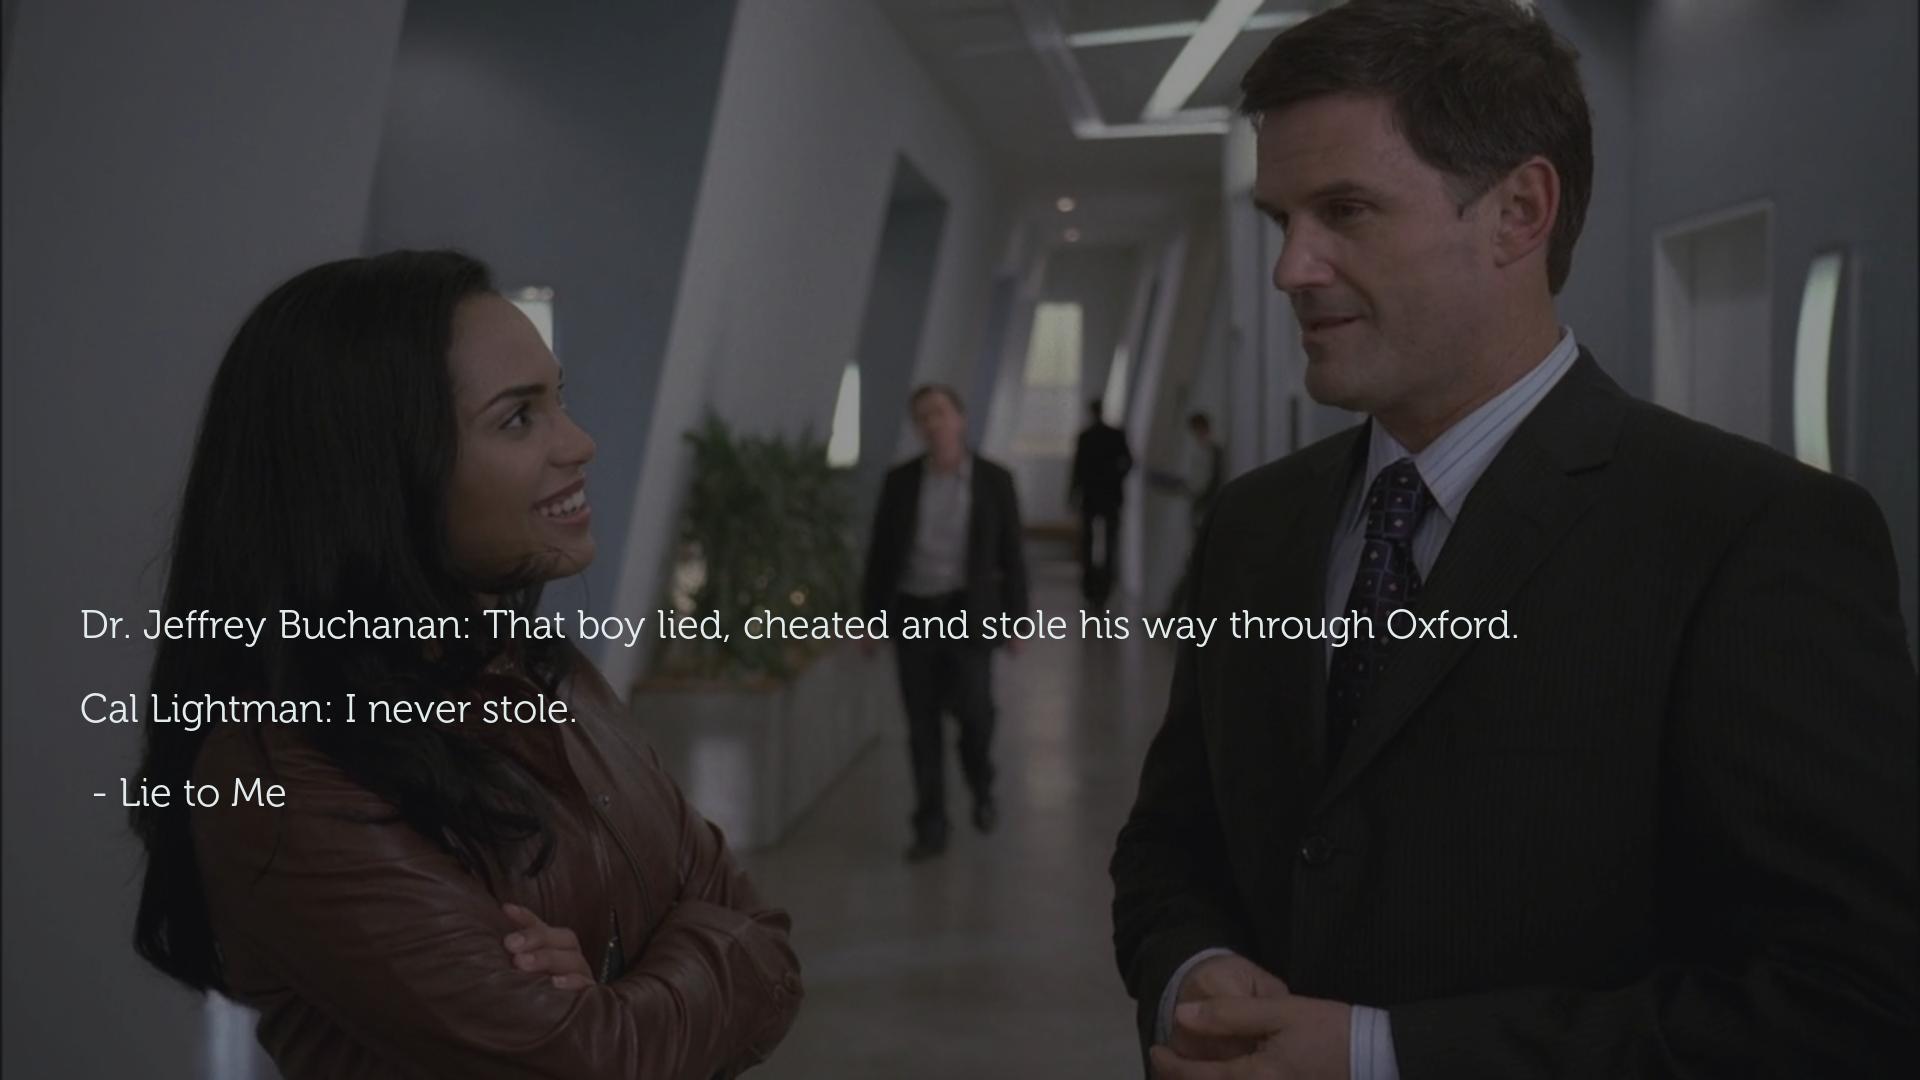 Dr. Jeffrey Buchanan: That boy lied, cheated and stole his way through Oxford.
Cal Lightman: I never stole.
- Lie to Me